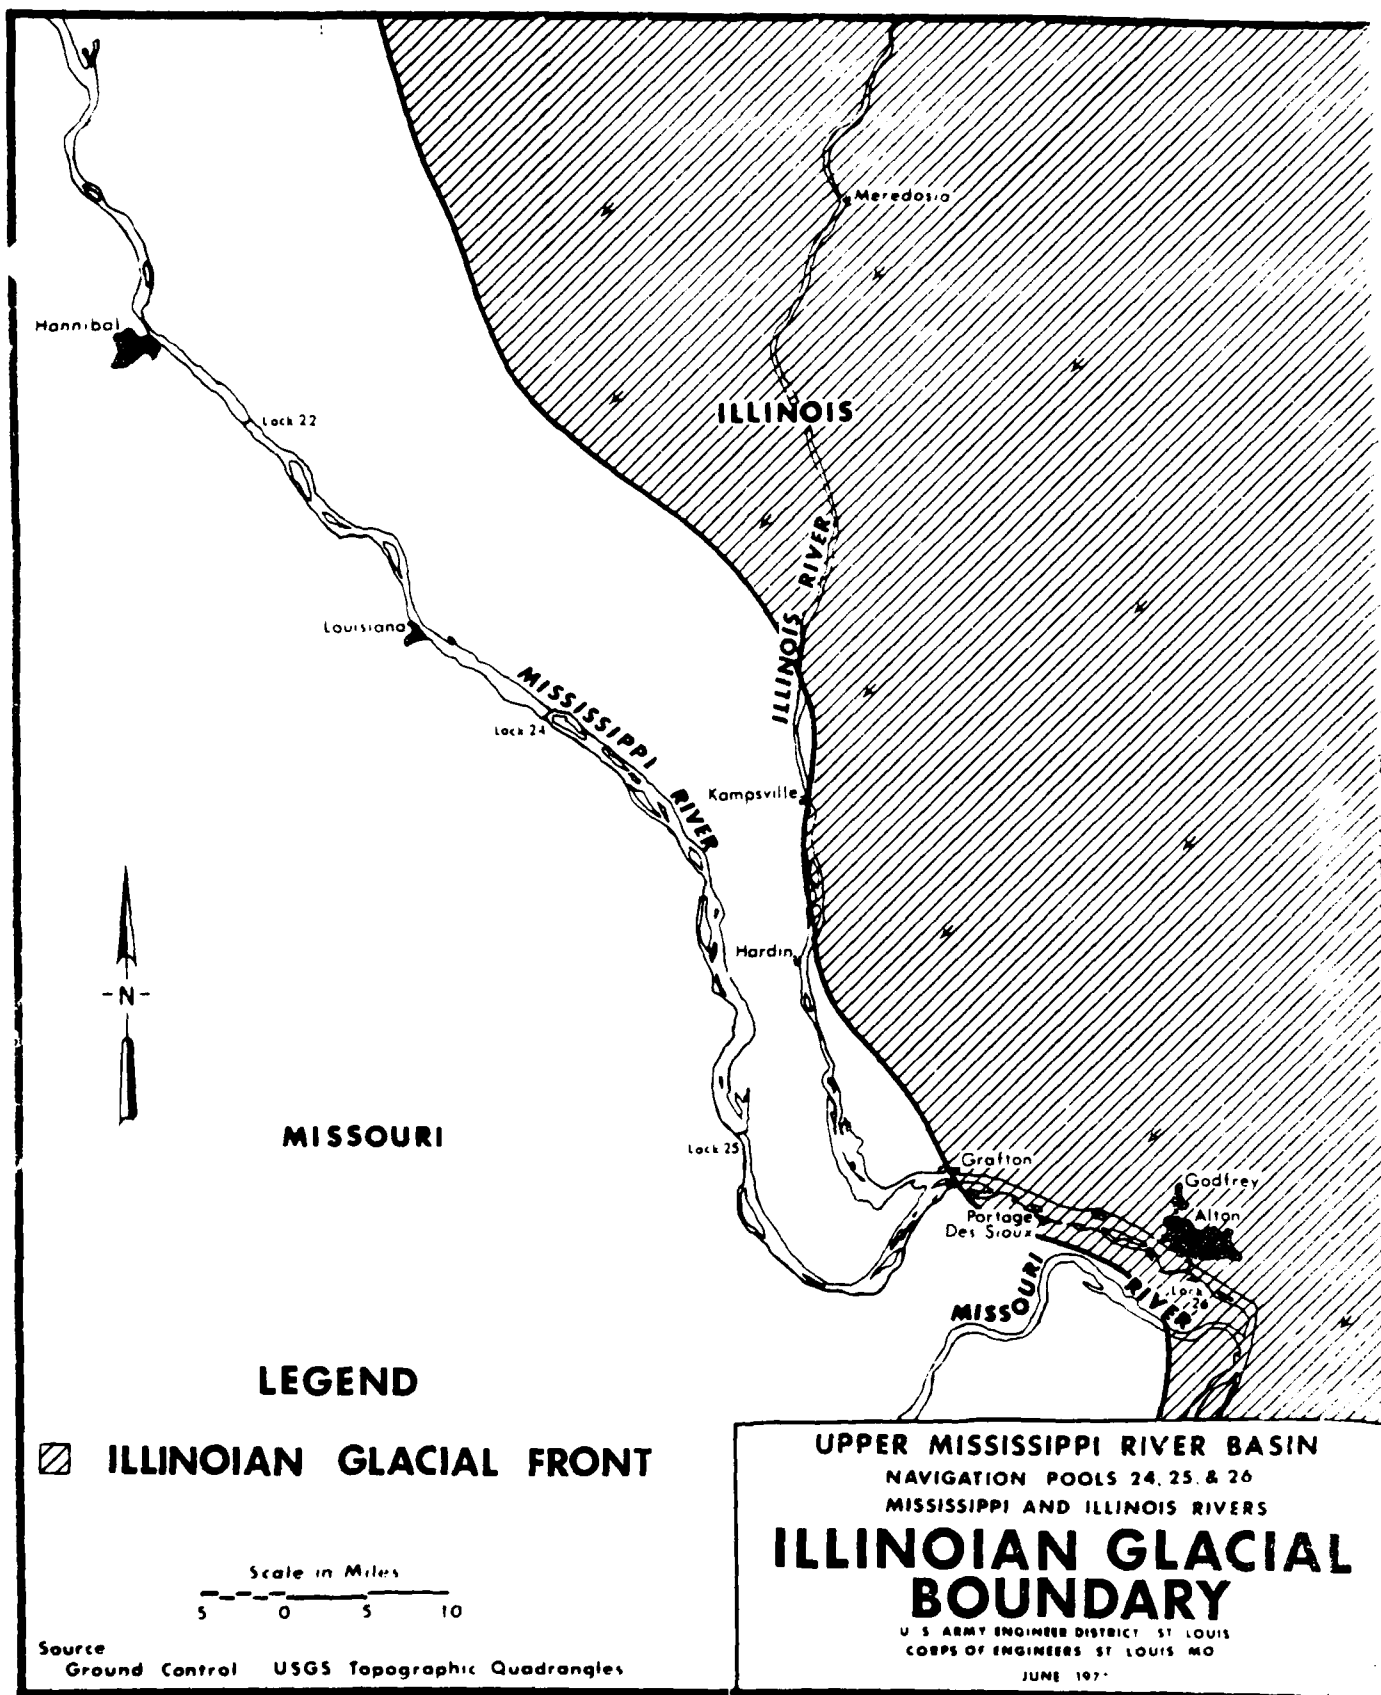 Meredosia
Hannibal
Lock 22
ILLINOIS
ILLINOIS RIVER
Louisiana
MISSISSIPPI RIVER
Lock 24
Kampsville
Hardin
-N-
MISSOURI
Lock 25
Grafton
Godfrey
Alton
Portage
Des Sioux
MISSOURI RIVER
Lock
26
LEGEND
ILLINOIAN GLACIAL FRONT
Scale in Miles
5 0 5 10
Source
Ground Control USGS Topographic Quadrangles
UPPER MISSISSIPPI RIVER BASIN
NAVIGATION POOLS 24, 25, & 26
MISSISSIPPI AND ILLINOIS RIVERS
ILLINOIAN GLACIAL
BOUNDARY
U S ARMY ENGINEER DISTRICT ST LOUIS
CORPS OF ENGINEERS ST LOUIS MO
JUNE